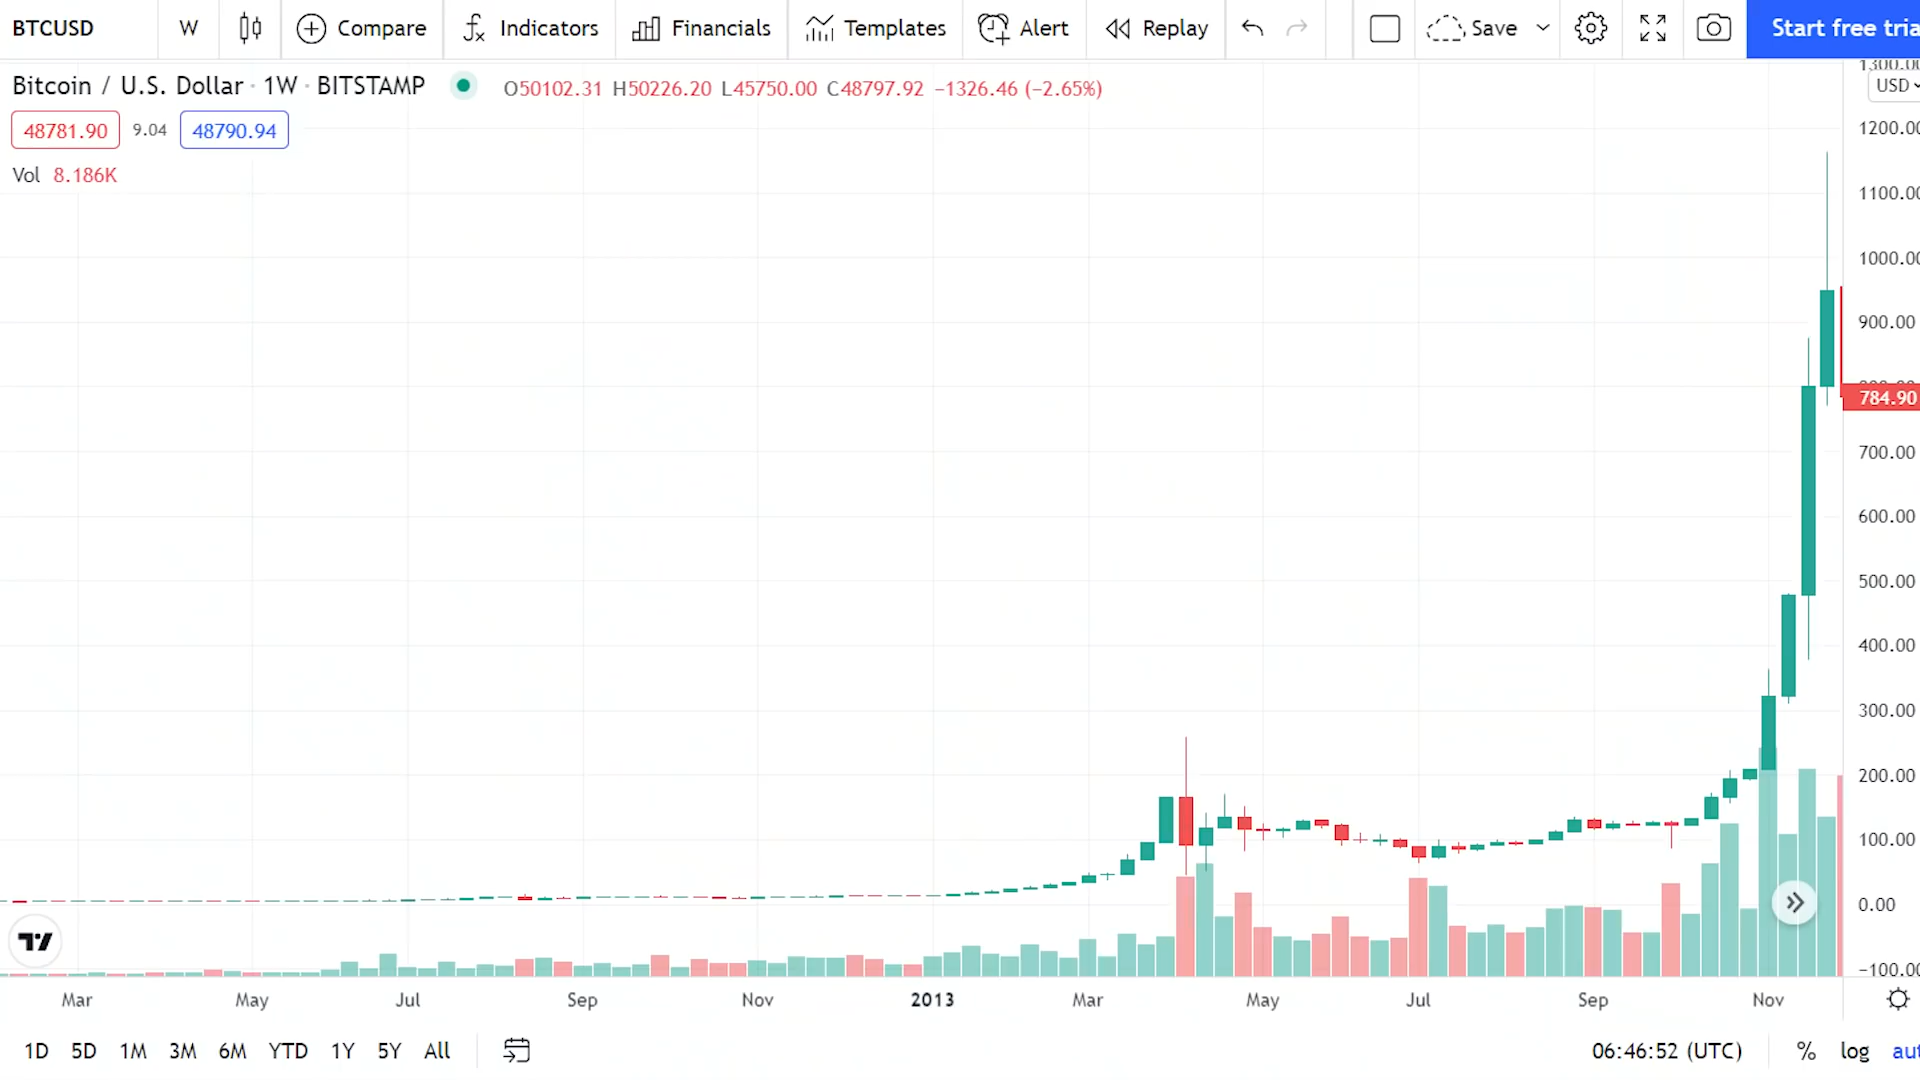 BTCUSD W Compare Indicators Financials Templates Alert Replay Save Start free tria
Bitcoin / U.S. Dollar · 1W · BITSTAMP O50102.31 H50226.20 L45750.00 C48797.92 −1326.46 (−2.65%)
USD
48781.90 9.04 48790.94
Vol 8.186K
1200.00
1100.00
1000.00
900.00
784.90
700.00
600.00
500.00
400.00
300.00
200.00
100.00
0.00
−100.00
Mar May Jul Sep Nov 2013 Mar May Jul Sep Nov
1D 5D 1M 3M 6M YTD 1Y 5Y All 06:46:52 (UTC) % log aut